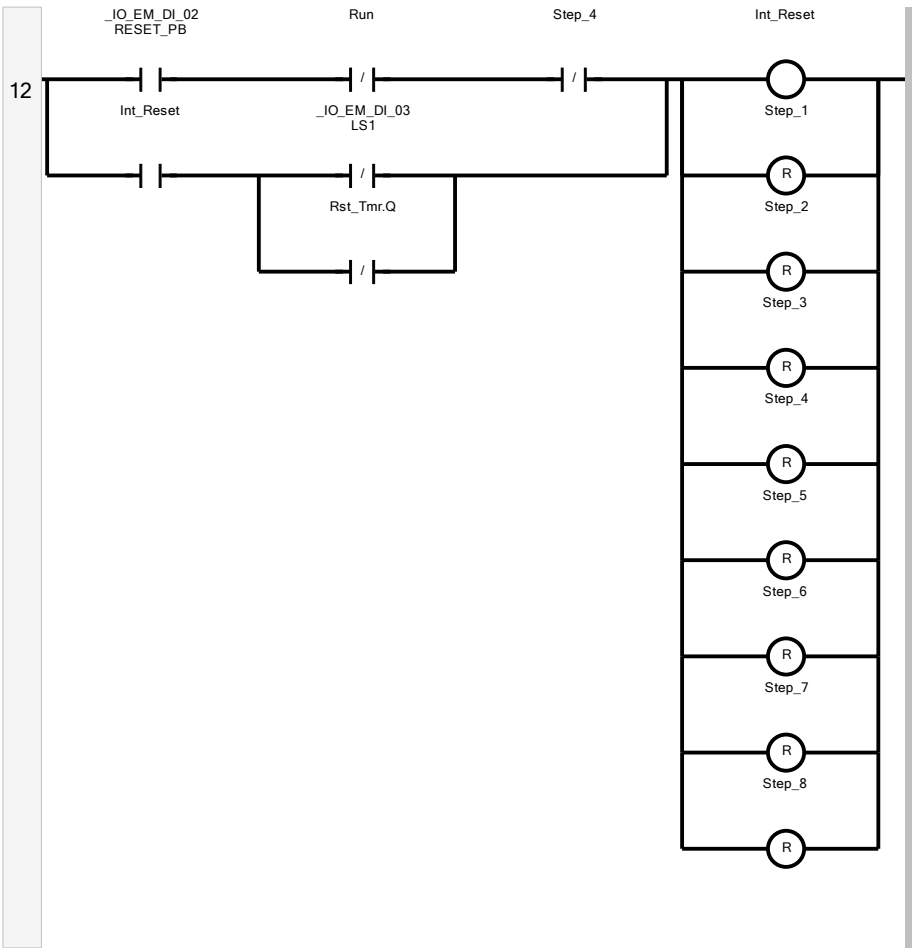 _IO_EM_DI_02 Run Step_4 Int_Reset
RESET_PB
12
/ /
Int_Reset _IO_EM_DI_03 Step_1
LS1
/ R
Rst_Tmr.Q Step_2
/ R
Step_3
R
Step_4
R
Step_5
R
Step_6
R
Step_7
R
Step_8
R